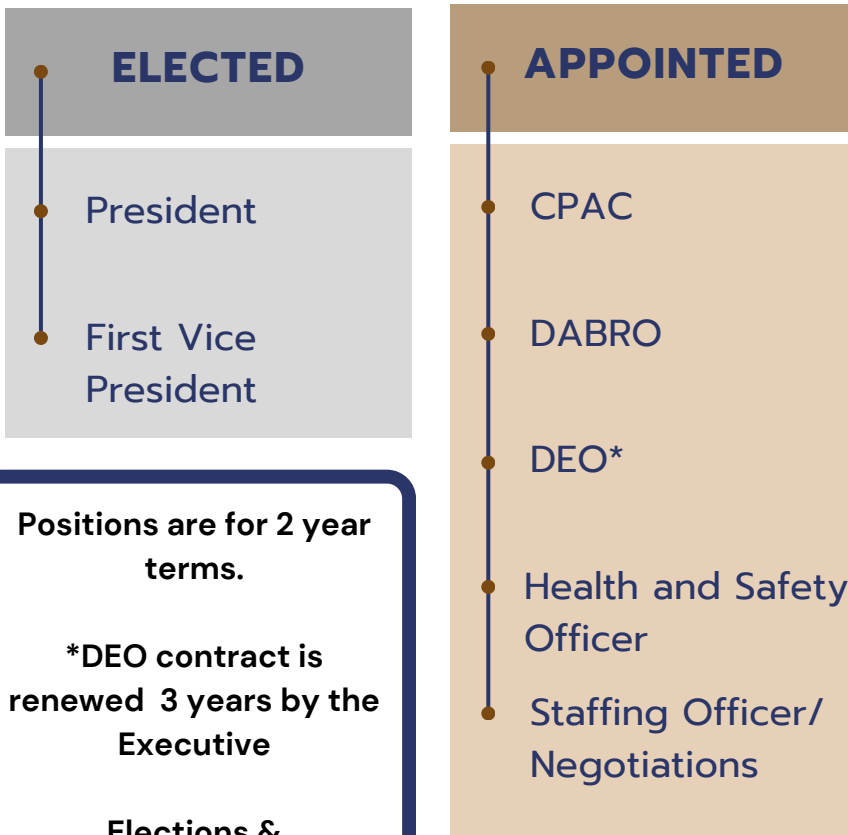 ELECTED
President
First Vice
President
Positions are for 2 year
terms.
*DEO contract is
renewed 3 years by the
Executive
Elections &
APPOINTED
CPAC
DABRO
DEO*
Health and Safety
Officer
Staffing Officer/
Negotiations